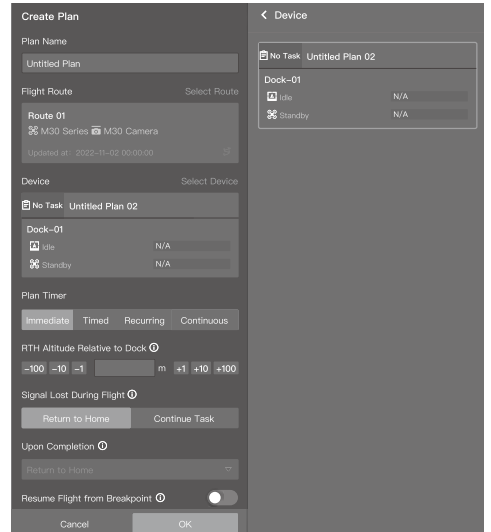 Create Plan
Plan Name
Untitled Plan
Flight Route Select Route
Route 01
M30 Series M30 Camera
Updated at: 2022-11-02 00:00:00
Device Select Device
No Task Untitled Plan 02
Dock-01
Idle N/A
Standby N/A
Plan Timer
Immediate Timed Recurring Continuous
RTH Altitude Relative to Dock
-100 -10 -1 m +1 +10 +100
Signal Lost During Flight
Return to Home Continue Task
Upon Completion
Return to Home
Resume Flight from Breakpoint
Cancel OK
Device
No Task Untitled Plan 02
Dock-01
Idle N/A
Standby N/A